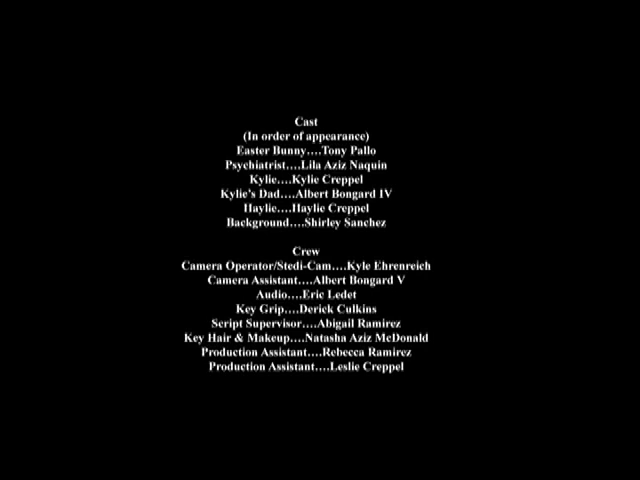 Cast
(In order of appearance)
Easter Bunny....Tony Pallo
Psychiatrist....Lila Aziz Naquin
Kylie....Kylie Creppel
Kylie's Dad....Albert Bongard IV
Haylie....Haylie Creppel
Background....Shirley Sanchez
Crew
Camera Operator/Stedi-Cam....Kyle Ehrenreich
Camera Assistant....Albert Bongard V
Audio....Eric Ledet
Key Grip....Derick Culkins
Script Supervisor....Abigail Ramirez
Key Hair & Makeup....Natasha Aziz McDonald
Production Assistant....Rebecca Ramirez
Production Assistant....Leslie Creppel